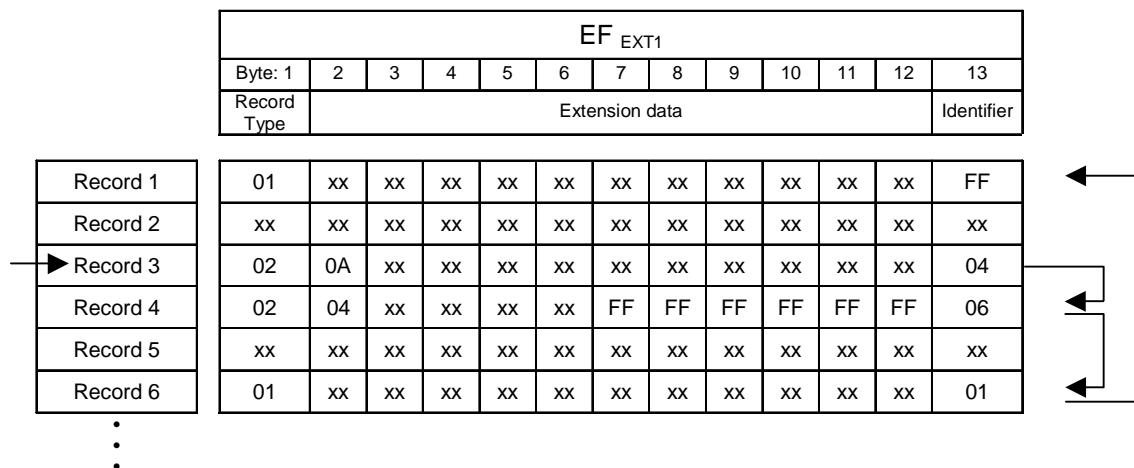 EF EXT1
Byte: 1 2 3 4 5 6 7 8 9 10 11 12 13
Record Type Extension data Identifier
Record 1 01 xx xx xx xx xx xx xx xx xx xx xx FF
Record 2 xx xx xx xx xx xx xx xx xx xx xx xx xx
Record 3 02 0A xx xx xx xx xx xx xx xx xx xx 04
Record 4 02 04 xx xx xx xx FF FF FF FF FF FF 06
Record 5 xx xx xx xx xx xx xx xx xx xx xx xx xx
Record 6 01 xx xx xx xx xx xx xx xx xx xx xx 01